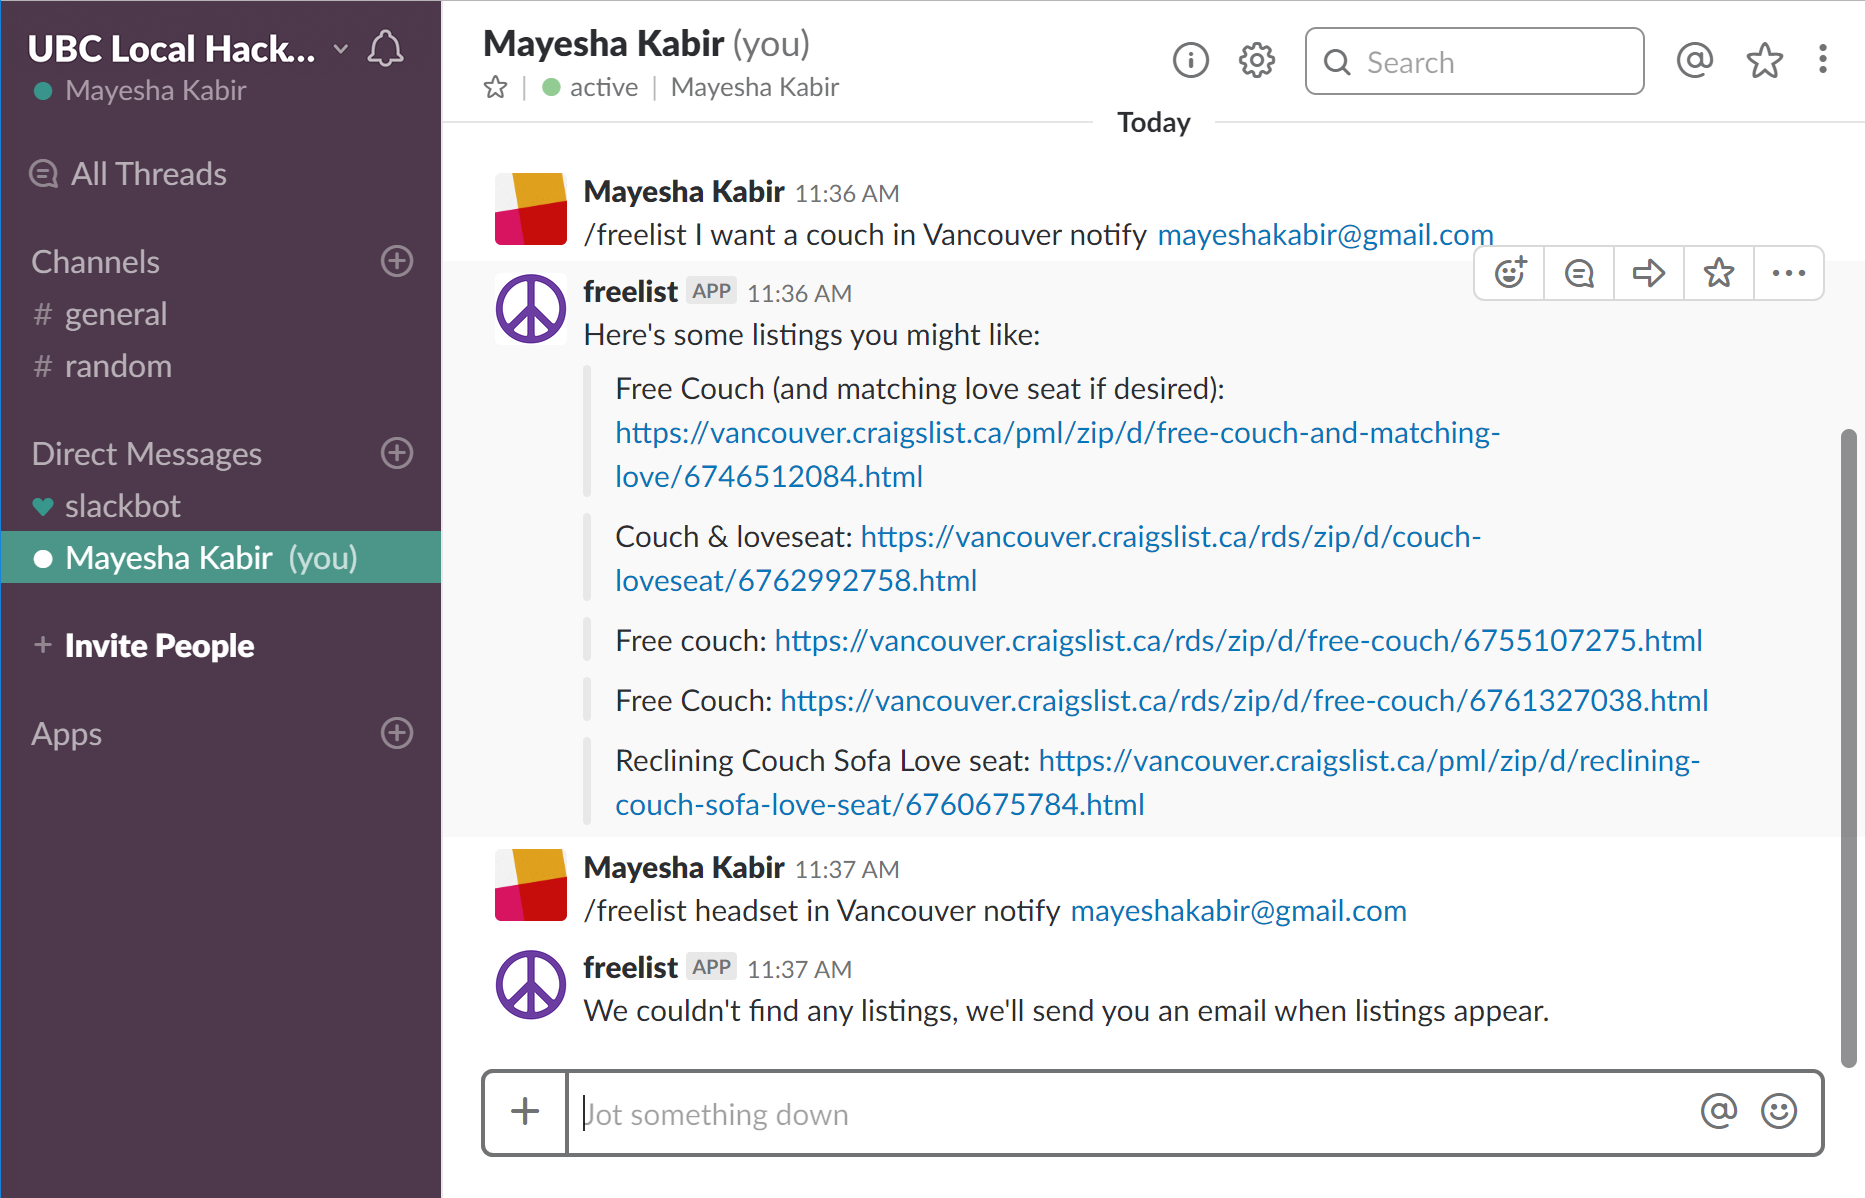 UBC Local Hack...
Mayesha Kabir
All Threads
Channels
# general
# random
Direct Messages
slackbot
Mayesha Kabir (you)
+ Invite People
Apps
Mayesha Kabir (you)
active | Mayesha Kabir
Search
Today
Mayesha Kabir 11:36 AM
/freelist I want a couch in Vancouver notify mayeshakabir@gmail.com
freelist APP 11:36 AM
Here's some listings you might like:
Free Couch (and matching love seat if desired):
https://vancouver.craigslist.ca/pml/zip/d/free-couch-and-matching-
love/6746512084.html
Couch & loveseat: https://vancouver.craigslist.ca/rds/zip/d/couch-
loveseat/6762992758.html
Free couch: https://vancouver.craigslist.ca/rds/zip/d/free-couch/6755107275.html
Free Couch: https://vancouver.craigslist.ca/rds/zip/d/free-couch/6761327038.html
Reclining Couch Sofa Love seat: https://vancouver.craigslist.ca/pml/zip/d/reclining-
couch-sofa-love-seat/6760675784.html
Mayesha Kabir 11:37 AM
/freelist headset in Vancouver notify mayeshakabir@gmail.com
freelist APP 11:37 AM
We couldn't find any listings, we'll send you an email when listings appear.
Jot something down